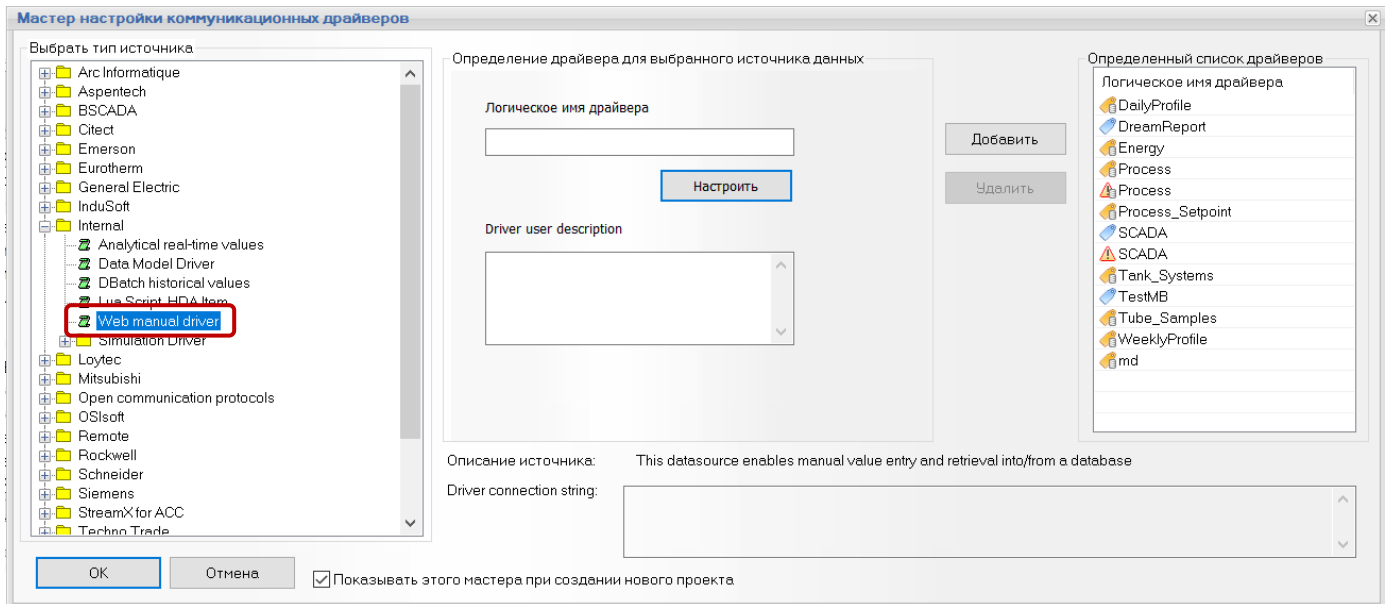 Мастер настройки коммуникационных драйверов
Выбрать тип источника
Arc Informatique
Aspentech
BSCADA
Citect
Emerson
Eurotherm
General Electric
InduSoft
Internal
Analytical real-time values
Data Model Driver
DBatch historical values
Lua Script-HDA Item
Web manual driver
Simulation Driver
Loytec
Mitsubishi
Open communication protocols
OSIsoft
Remote
Rockwell
Schneider
Siemens
StreamX for ACC
Techno Trade
Определение драйвера для выбранного источника данных
Логическое имя драйвера
Настроить
Driver user description
Добавить
Удалить
Определенный список драйверов
Логическое имя драйвера
DailyProfile
DreamReport
Energy
Process
Process
Process_Setpoint
SCADA
SCADA
Tank_Systems
TestMB
Tube_Samples
WeeklyProfile
md
Описание источника: This datasource enables manual value entry and retrieval into/from a database
Driver connection string:
OK Отмена Показывать этого мастера при создании нового проекта